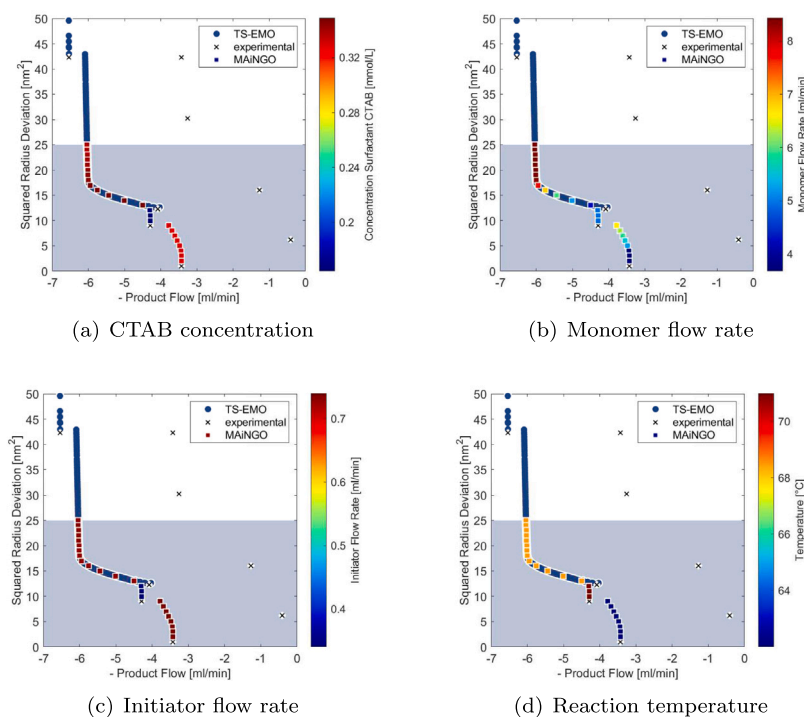 50
45
40
35
30
25
20
15
10
5
0
-7 -6 -5 -4 -3 -2 -1 0
Squared Radius Deviation [nm²]
- Product Flow [ml/min]
TS-EMO
experimental
MAiNGO
0.32
0.28
0.24
0.2
Concentration Surfactant CTAB [mmol/L]
(a) CTAB concentration
50
45
40
35
30
25
20
15
10
5
0
-7 -6 -5 -4 -3 -2 -1 0
Squared Radius Deviation [nm²]
- Product Flow [ml/min]
TS-EMO
experimental
MAiNGO
8
7
6
5
4
Monomer Flow Rate [ml/min]
(b) Monomer flow rate
50
45
40
35
30
25
20
15
10
5
0
-7 -6 -5 -4 -3 -2 -1 0
Squared Radius Deviation [nm²]
- Product Flow [ml/min]
TS-EMO
experimental
MAiNGO
0.7
0.6
0.5
0.4
Initiator Flow Rate [ml/min]
(c) Initiator flow rate
50
45
40
35
30
25
20
15
10
5
0
-7 -6 -5 -4 -3 -2 -1 0
Squared Radius Deviation [nm²]
- Product Flow [ml/min]
TS-EMO
experimental
MAiNGO
70
68
66
64
Temperature [°C]
(d) Reaction temperature